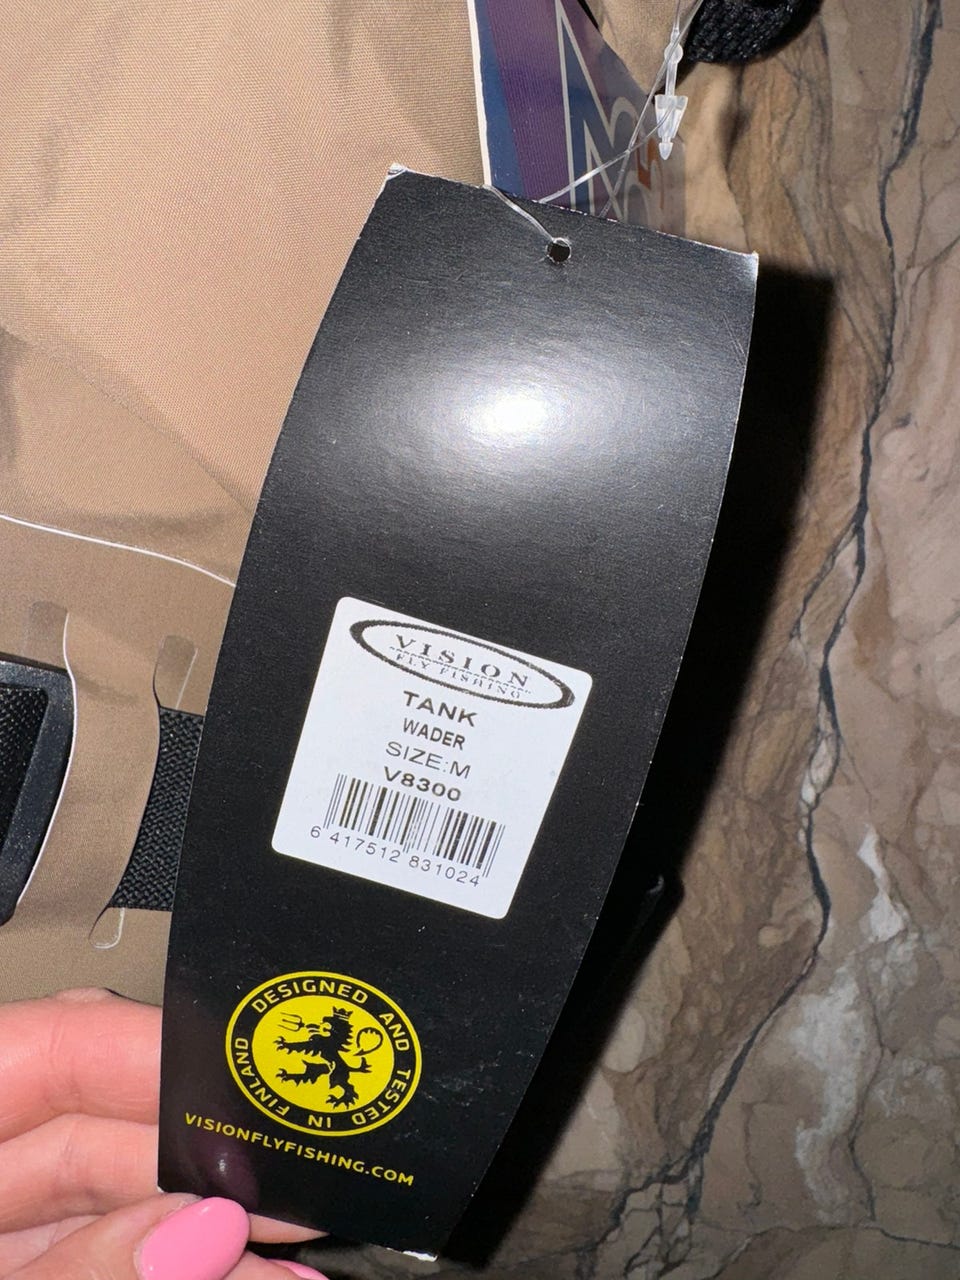 VISION
FLY FISHING
TANK
WADER
SIZE:M
V8300
6 417512 831024
DESIGNED AND TESTED IN FINLAND
VISIONFLYFISHING.COM